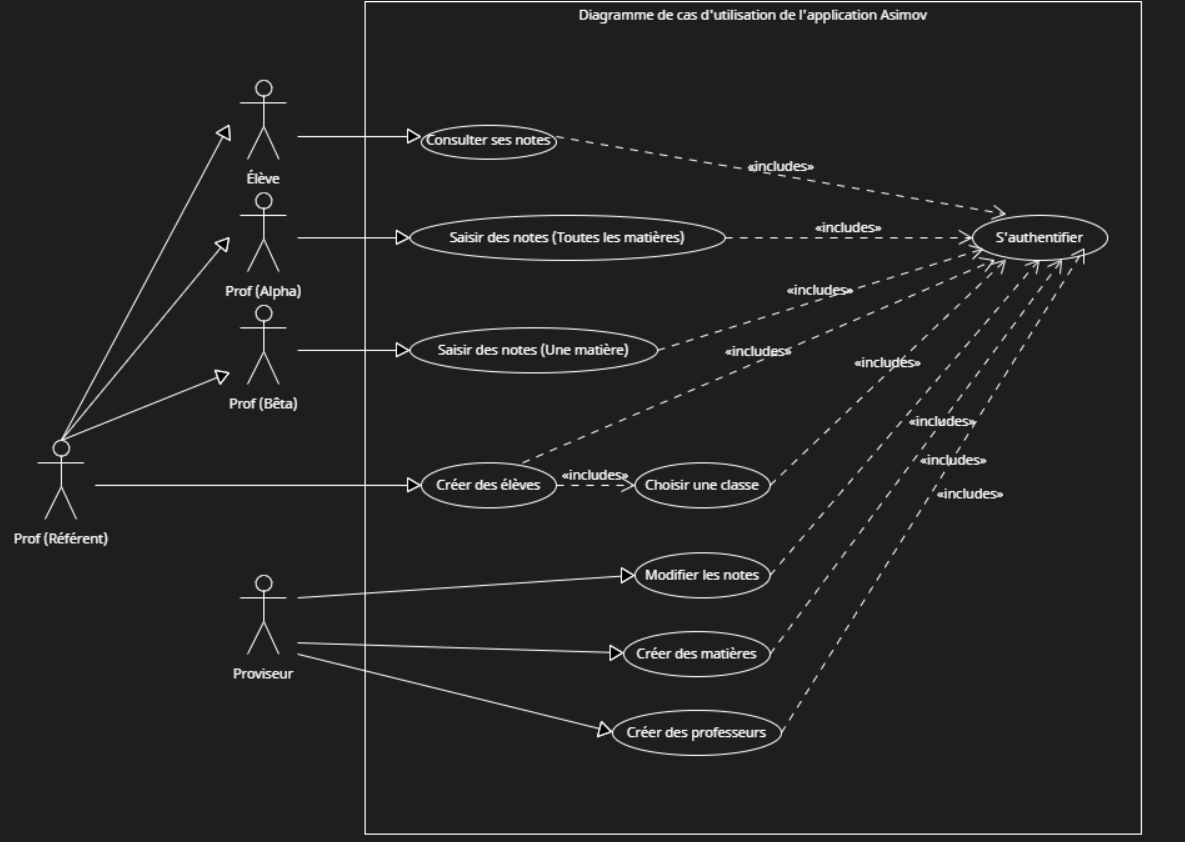 Diagramme de cas d'utilisation de l'application Asimov
Élève
Consulter ses notes
«includes»
Prof (Alpha)
Saisir des notes (Toutes les matières)
«includes»
S'authentifier
«includes»
Prof (Bêta)
Saisir des notes (Une matière)
«includes»
«includes»
Prof (Référent)
Créer des élèves
«includes»
Choisir une classe
«includes»
«includes»
«includes»
Proviseur
Modifier les notes
Créer des matières
Créer des professeurs